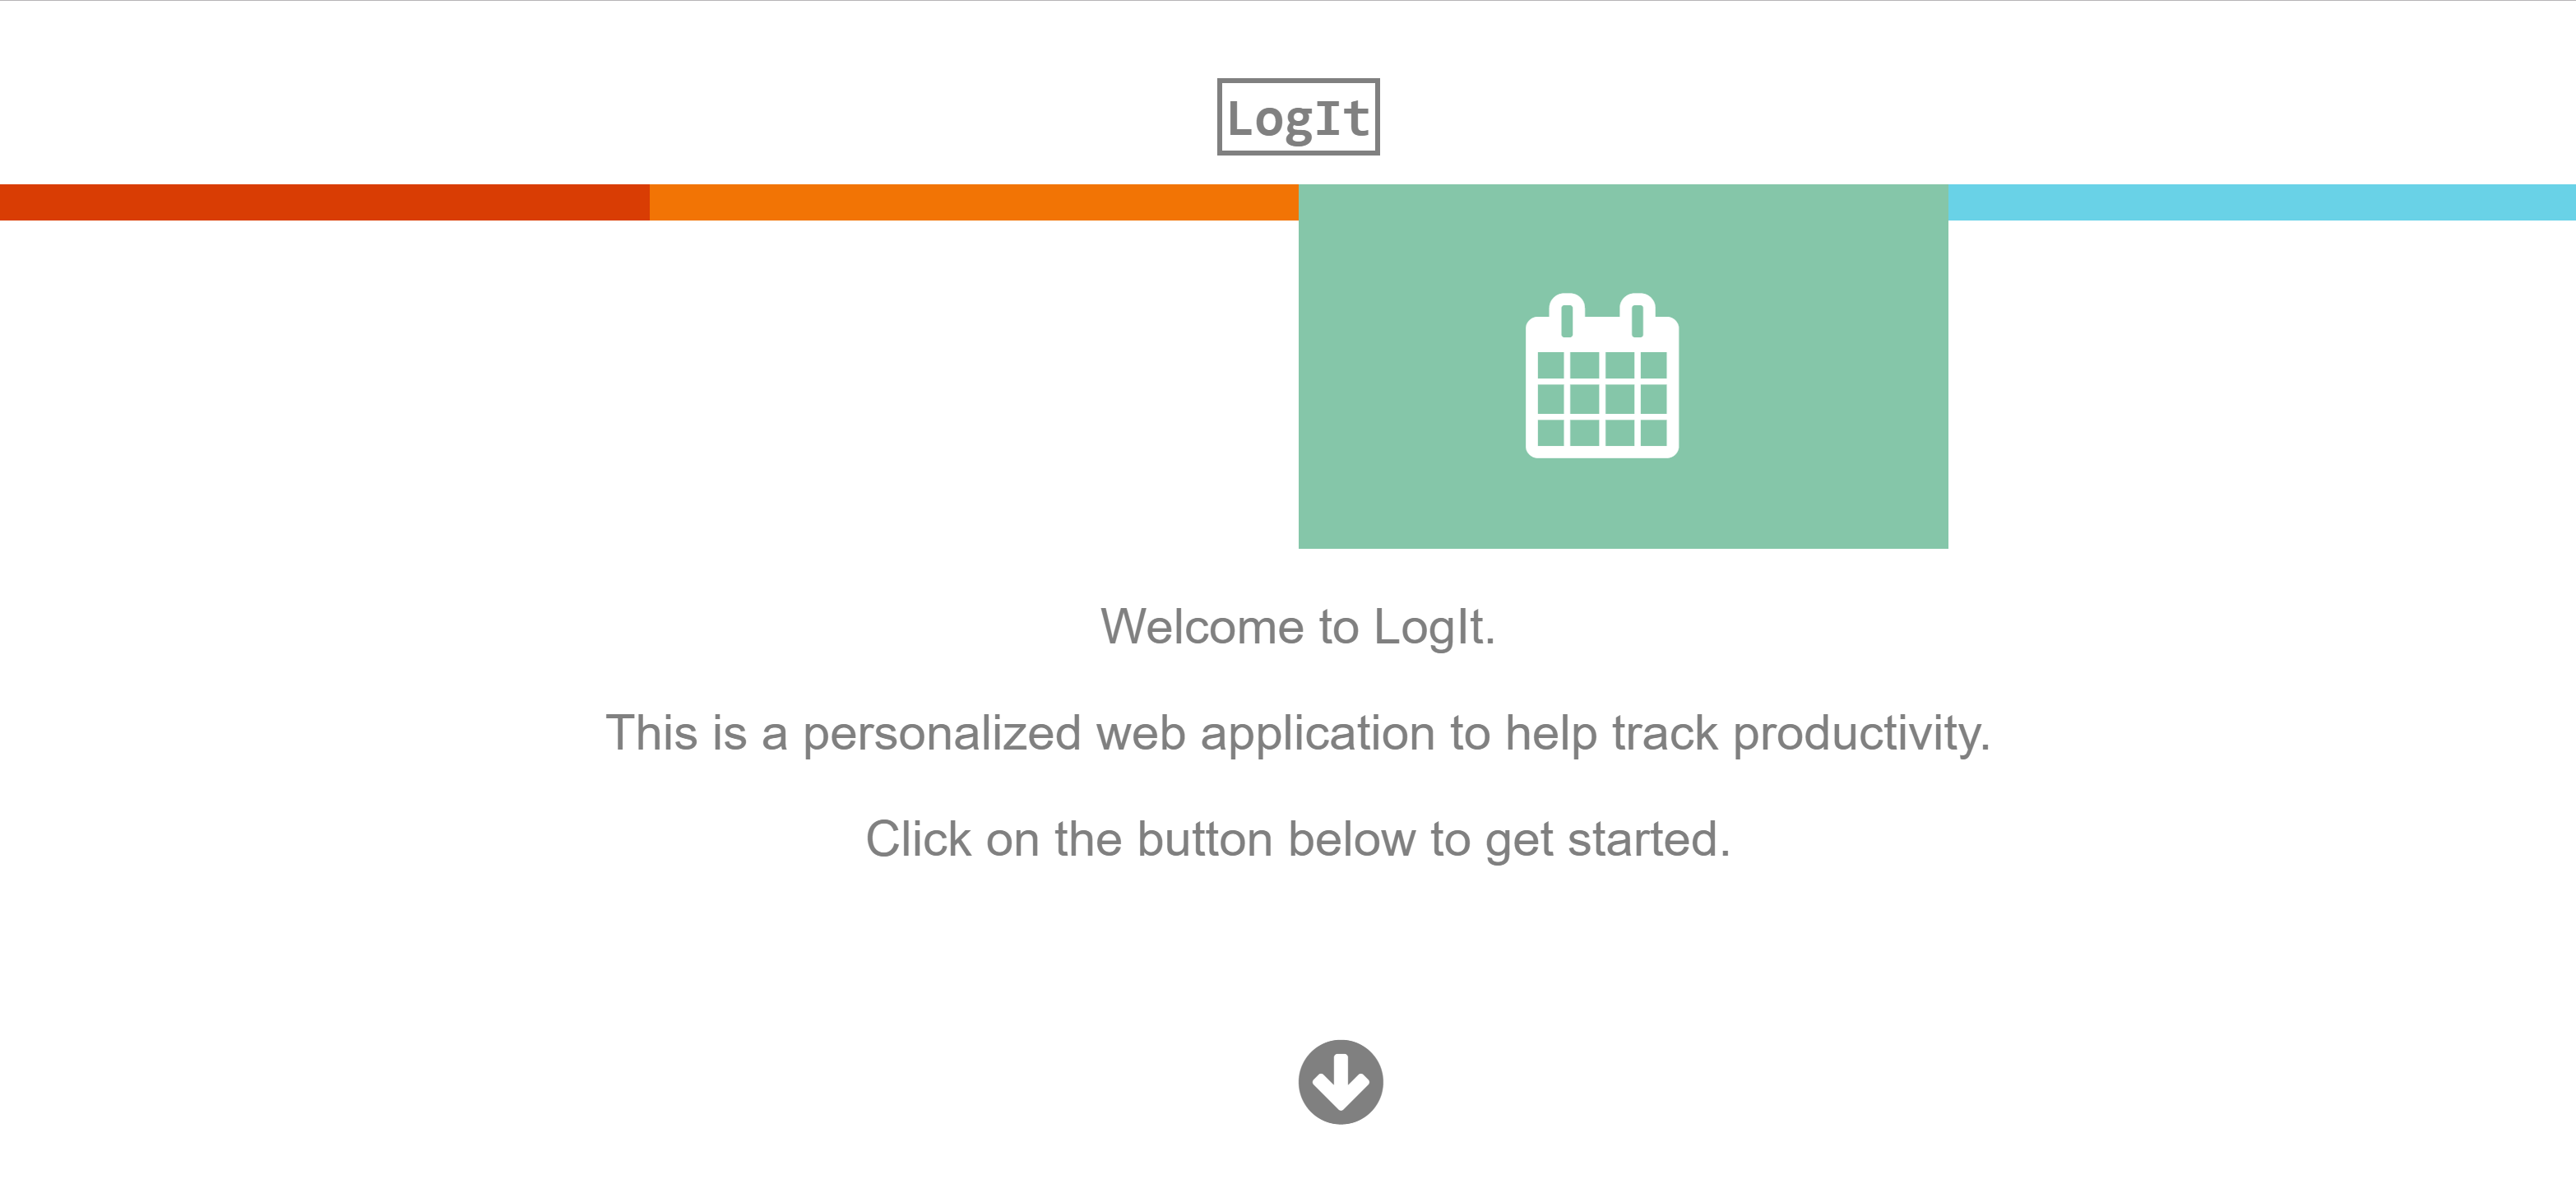 LogIt
Welcome to LogIt.
This is a personalized web application to help track productivity.
Click on the button below to get started.